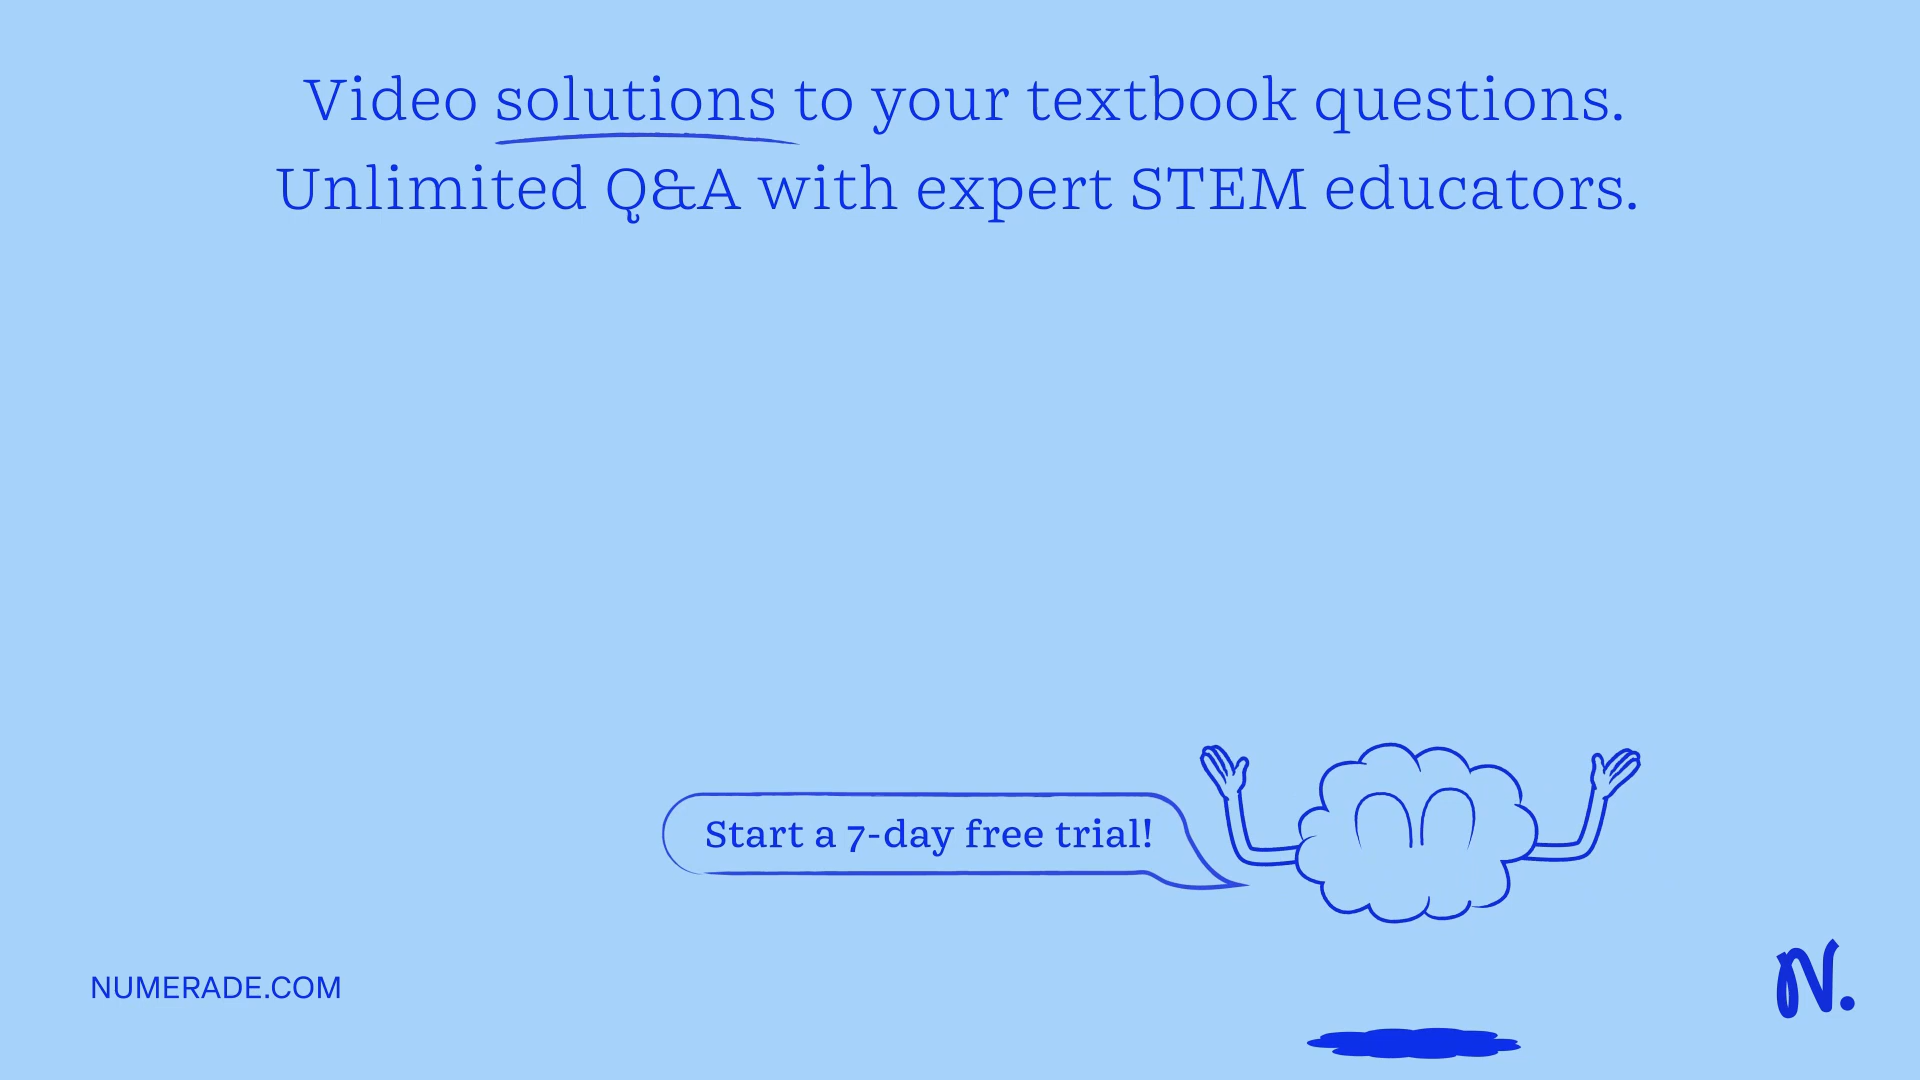 Video solutions to your textbook questions.
Unlimited Q&A with expert STEM educators.
Start a 7-day free trial!
NUMERADE.COM
N.